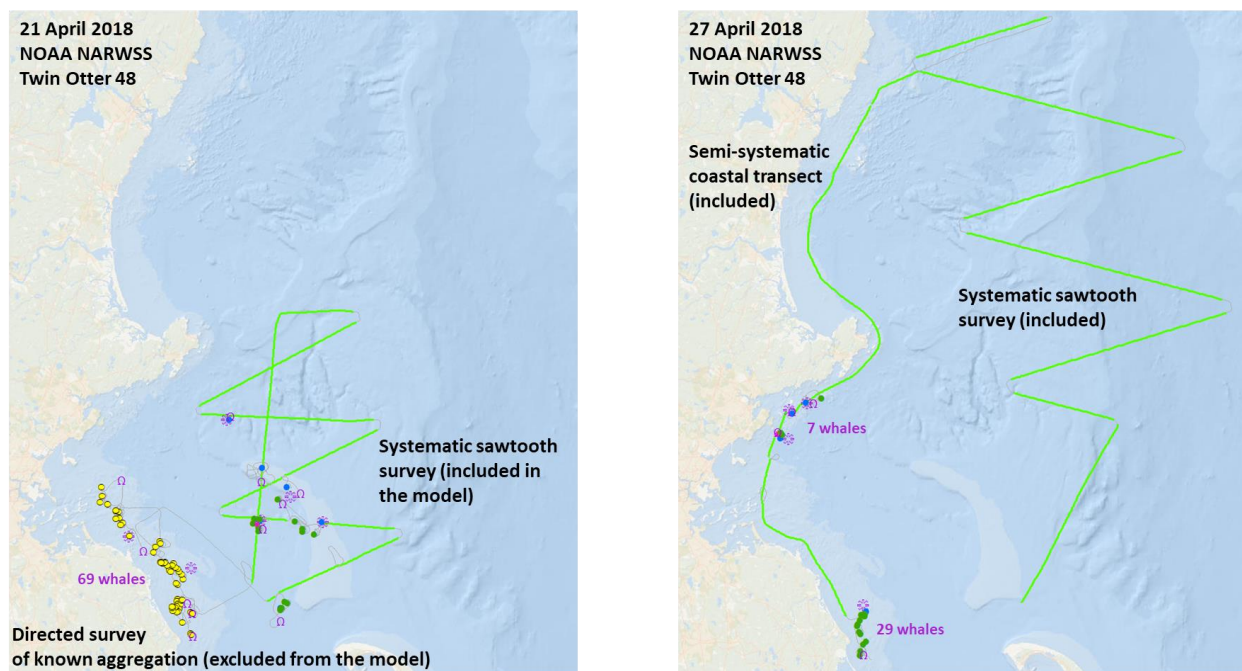 21 April 2018
NOAA NARWSS
Twin Otter 48
Systematic sawtooth
survey (included in
the model)
69 whales
Directed survey
of known aggregation (excluded from the model)
27 April 2018
NOAA NARWSS
Twin Otter 48
Semi-systematic
coastal transect
(included)
Systematic sawtooth
survey (included)
7 whales
29 whales